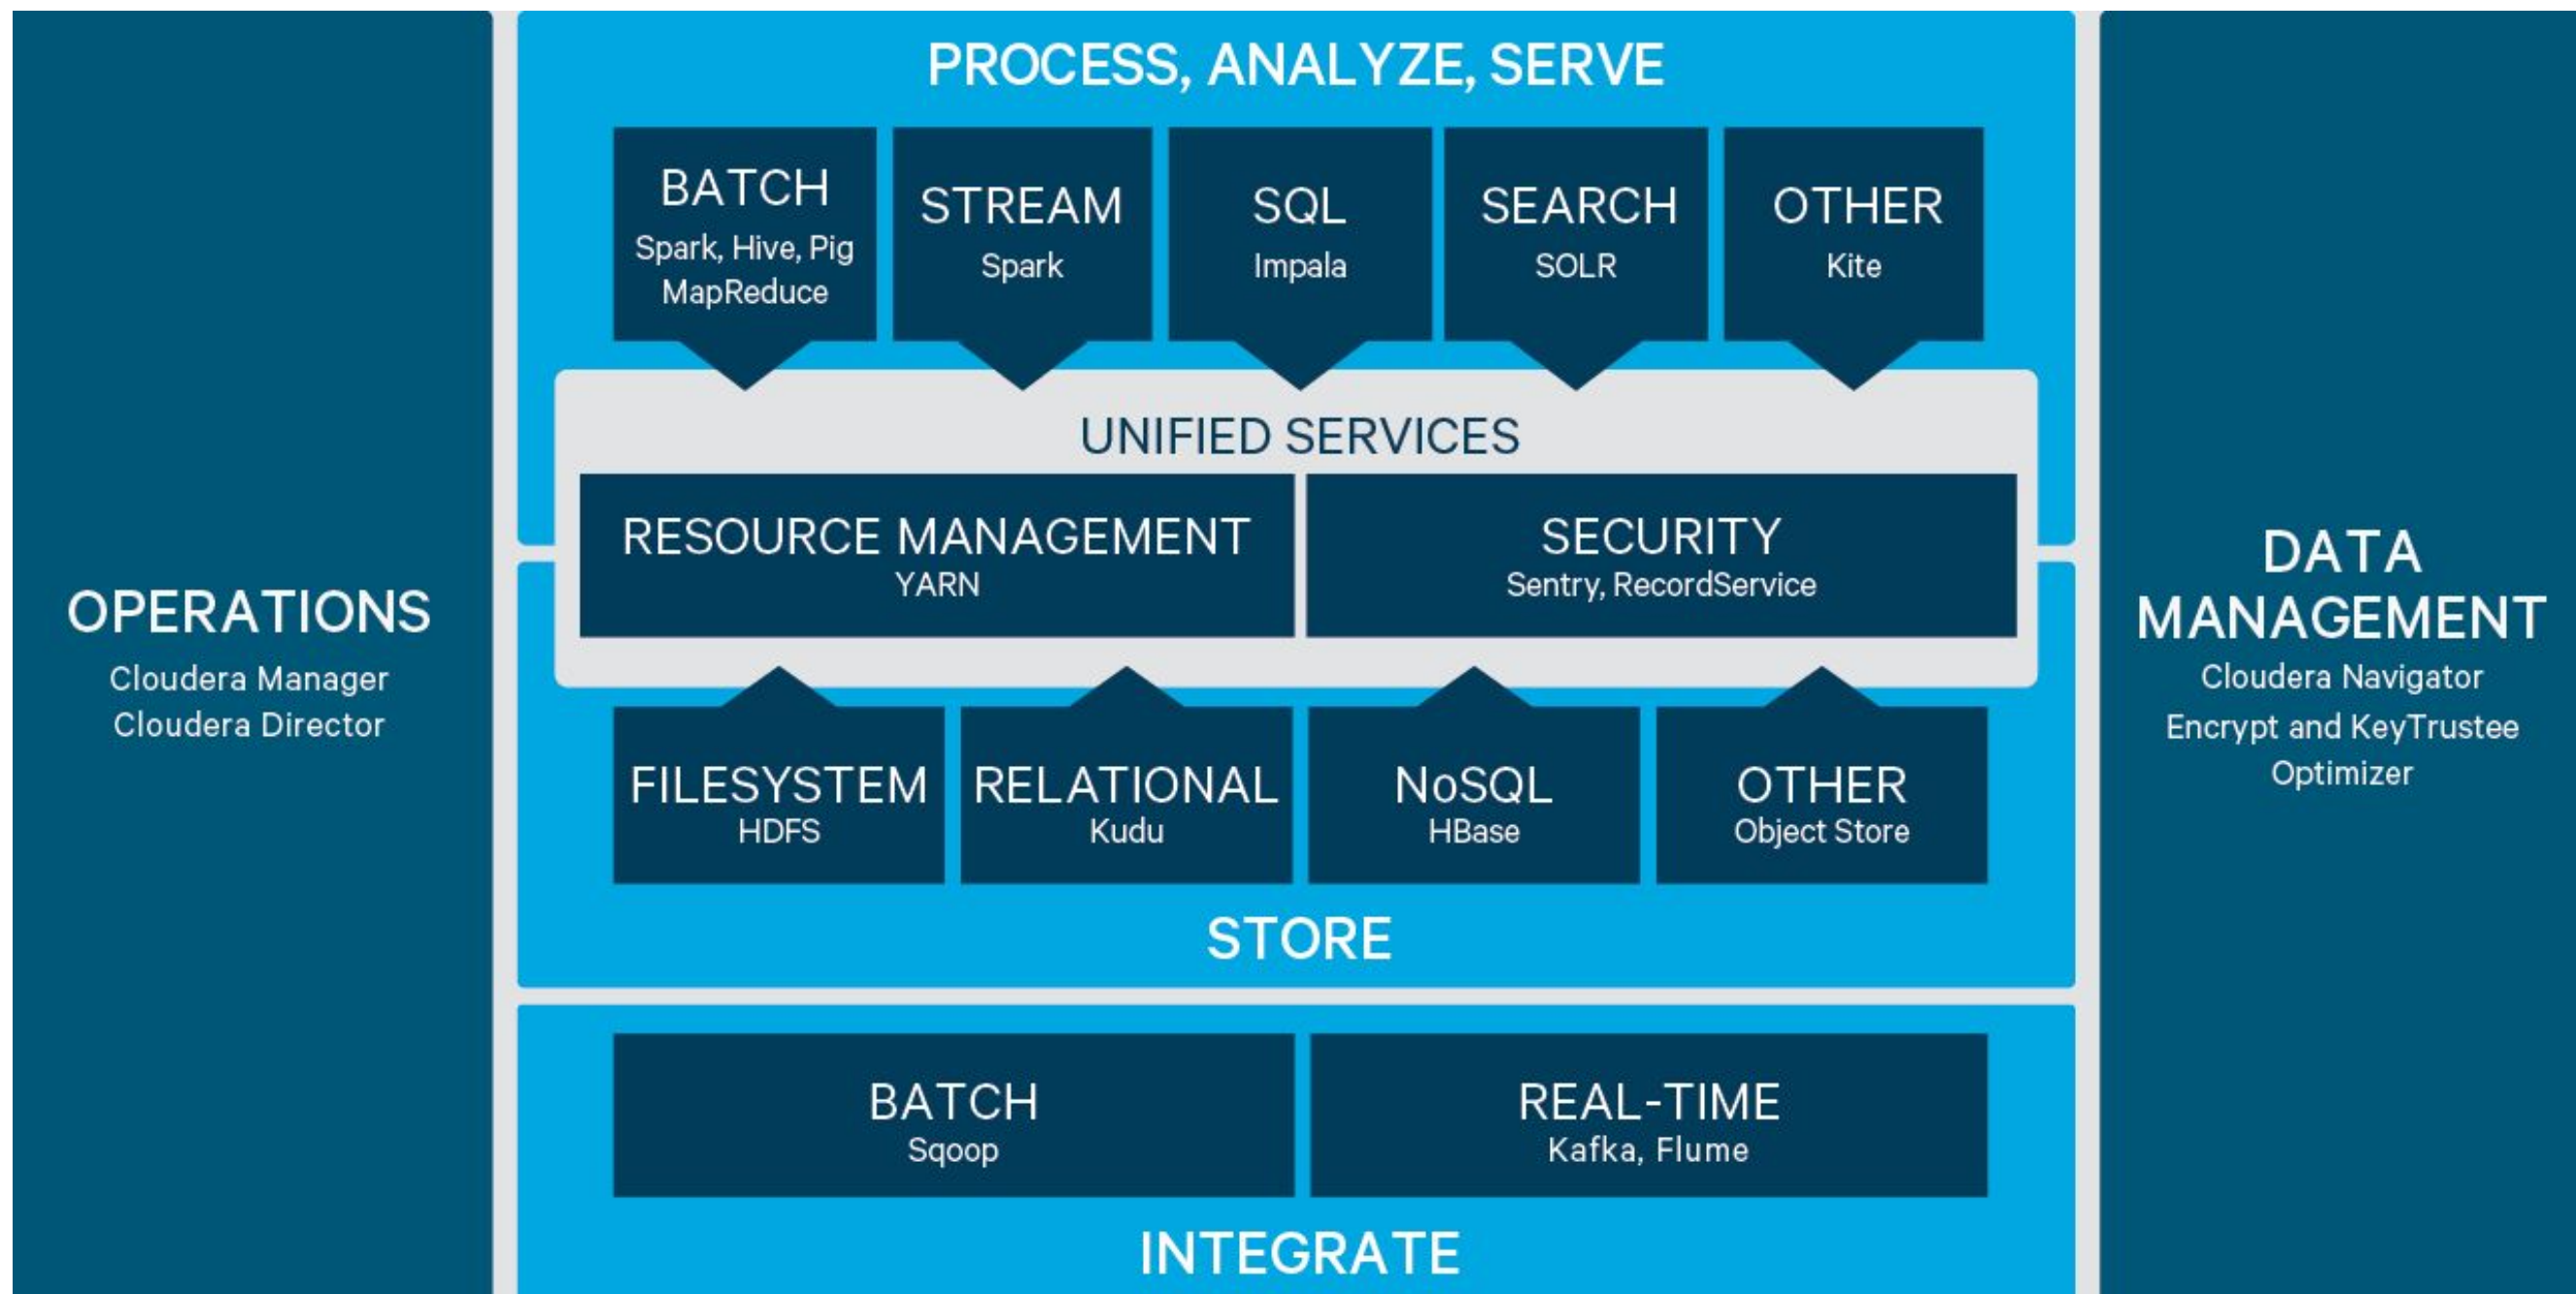 PROCESS, ANALYZE, SERVE
BATCH
Spark, Hive, Pig
MapReduce
STREAM
Spark
SQL
Impala
SEARCH
SOLR
OTHER
Kite
UNIFIED SERVICES
RESOURCE MANAGEMENT
YARN
SECURITY
Sentry, RecordService
OPERATIONS
Cloudera Manager
Cloudera Director
DATA
MANAGEMENT
Cloudera Navigator
Encrypt and KeyTrustee
Optimizer
FILESYSTEM
HDFS
RELATIONAL
Kudu
NoSQL
HBase
OTHER
Object Store
STORE
BATCH
Sqoop
REAL-TIME
Kafka, Flume
INTEGRATE